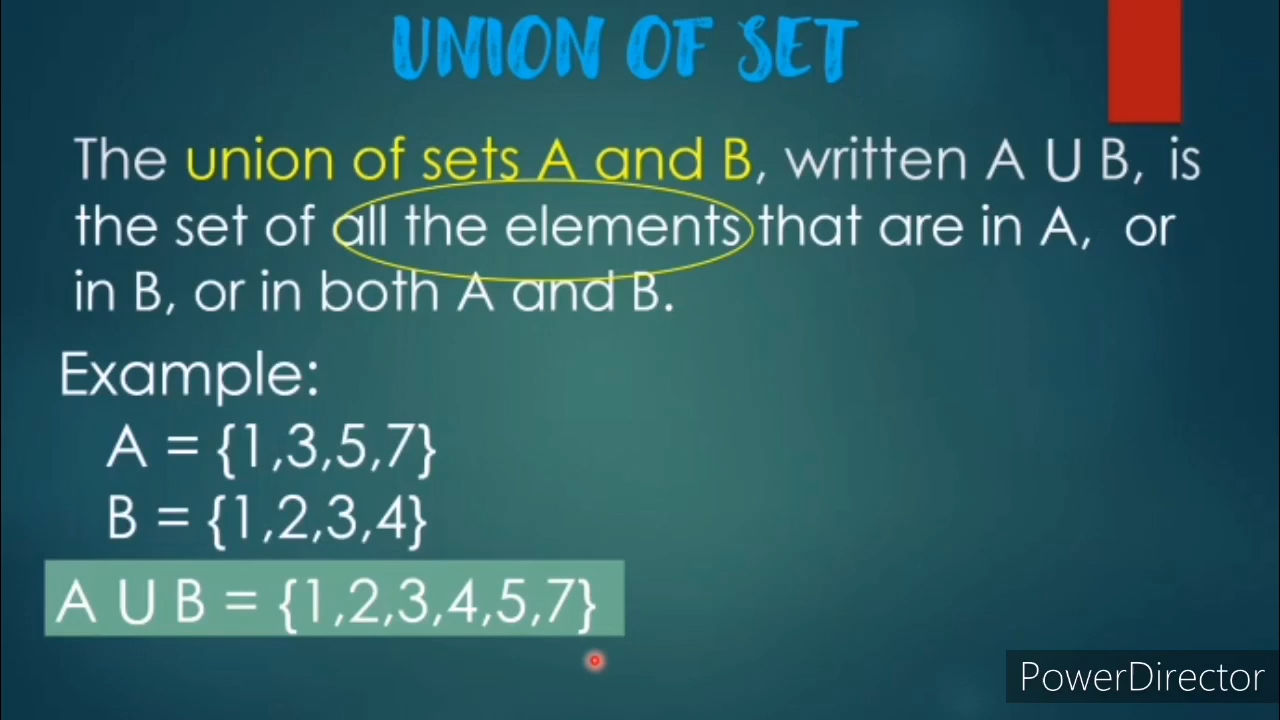 UNION OF SET
The union of sets A and B, written A U B, is
the set of all the elements that are in A, or
in B, or in both A and B.
Example:
A = {1,3,5,7}
B = {1,2,3,4}
A U B = {1,2,3,4,5,7}
PowerDirector